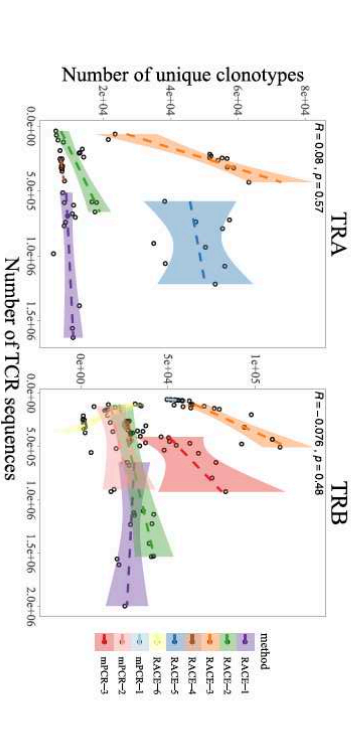 TRA
R = 0.08, p = 0.57
Number of unique clonotypes
8e+04
6e+04
4e+04
2e+04
0.0e+00
5.0e+05
1.0e+06
1.5e+06
TRB
R = −0.076, p = 0.48
1e+05
5e+04
0e+00
0.0e+00
5.0e+05
1.0e+06
1.5e+06
2.0e+06
Number of TCR sequences
method
RACE−1
RACE−2
RACE−3
RACE−4
RACE−5
RACE−6
mPCR−1
mPCR−2
mPCR−3